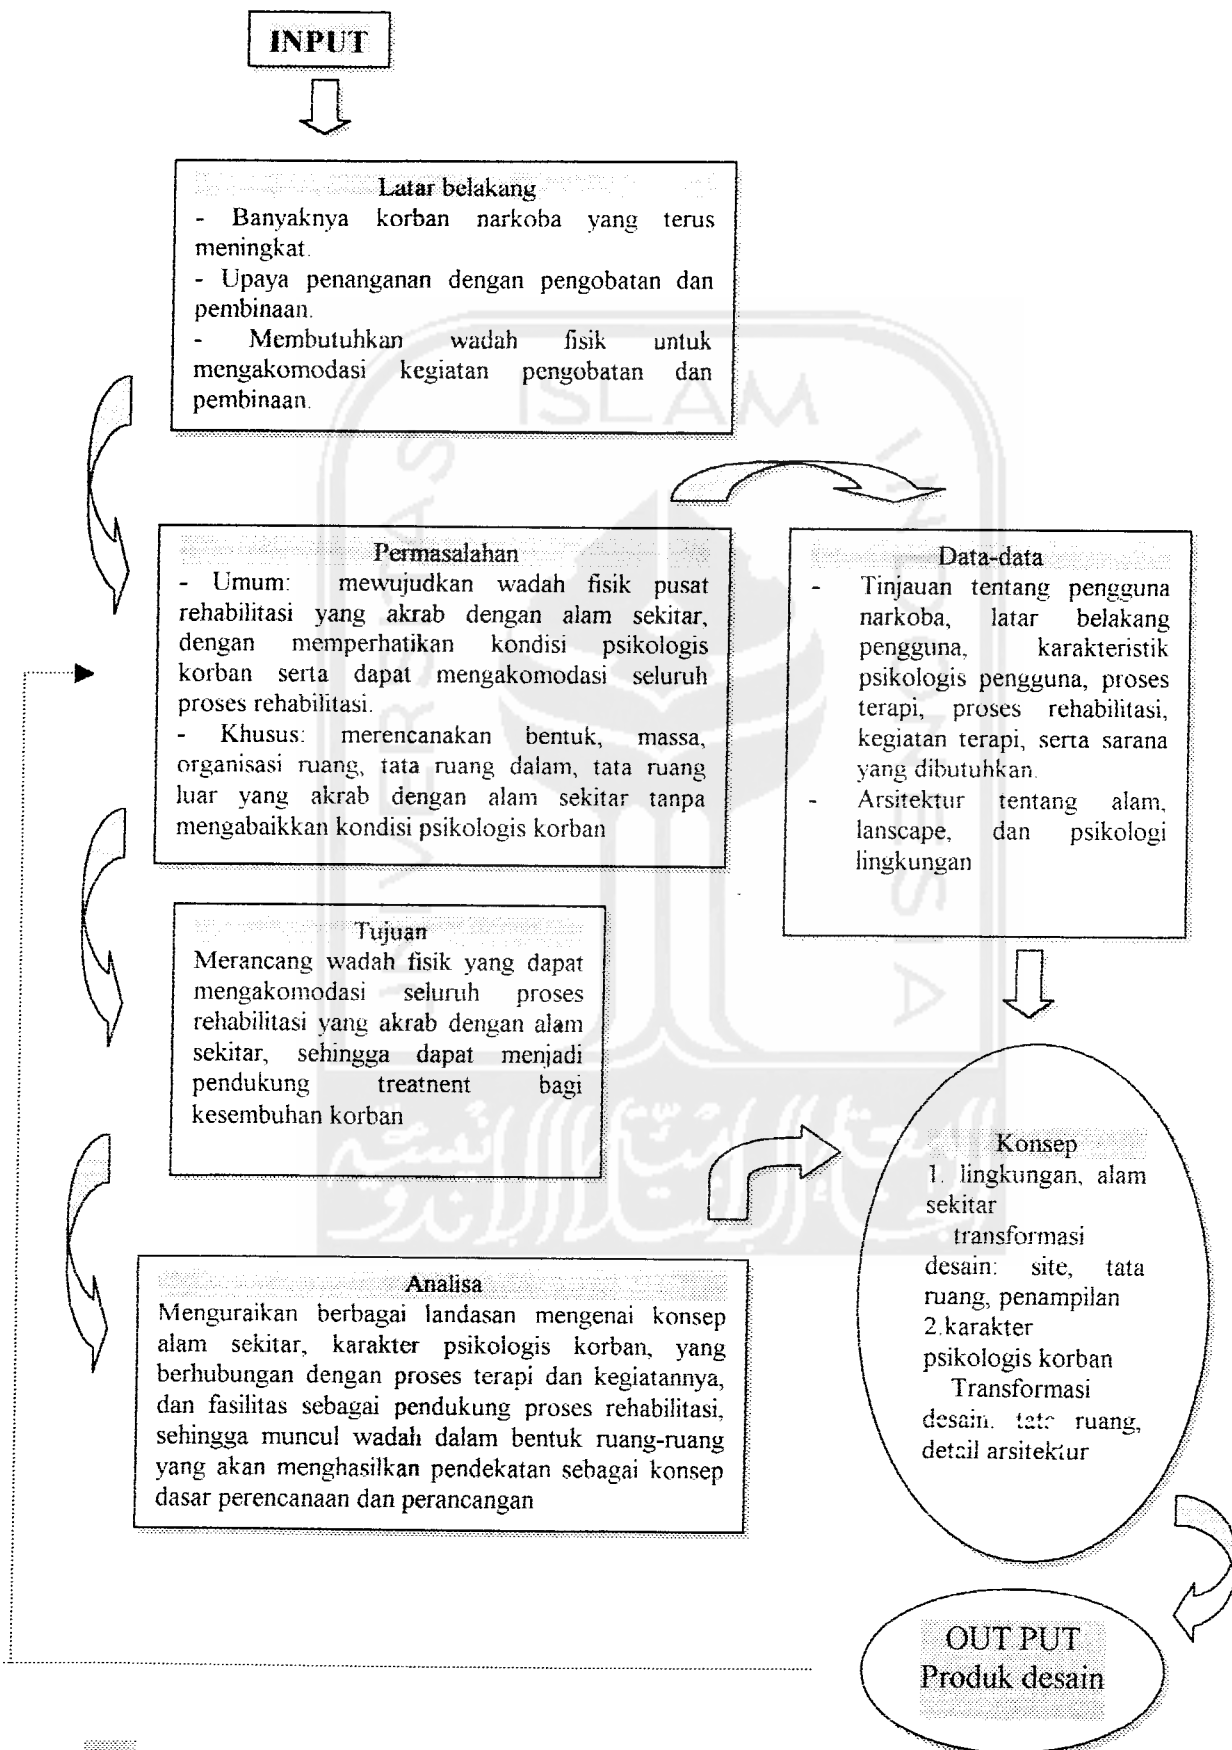 INPUT
Latar belakang
- Banyaknya korban narkoba yang terus
meningkat.
- Upaya penanganan dengan pengobatan dan
pembinaan.
- Membutuhkan wadah fisik untuk
mengakomodasi kegiatan pengobatan dan
pembinaan.
Permasalahan
- Umum: mewujudkan wadah fisik pusat
rehabilitasi yang akrab dengan alam sekitar,
dengan memperhatikan kondisi psikologis
korban serta dapat mengakomodasi seluruh
proses rehabilitasi.
- Khusus: merencanakan bentuk, massa,
organisasi ruang, tata ruang dalam, tata ruang
luar yang akrab dengan alam sekitar tanpa
mengabaikkan kondisi psikologis korban
Data-data
- Tinjauan tentang pengguna
narkoba, latar belakang
pengguna, karakteristik
psikologis pengguna, proses
terapi, proses rehabilitasi,
kegiatan terapi, serta sarana
yang dibutuhkan.
- Arsitektur tentang alam,
lanscape, dan psikologi
lingkungan
Tujuan
Merancang wadah fisik yang dapat
mengakomodasi seluruh proses
rehabilitasi yang akrab dengan alam
sekitar, sehingga dapat menjadi
pendukung treatnent bagi
kesembuhan korban
Analisa
Menguraikan berbagai landasan mengenai konsep
alam sekitar, karakter psikologis korban, yang
berhubungan dengan proses terapi dan kegiatannya,
dan fasilitas sebagai pendukung proses rehabilitasi,
sehingga muncul wadah dalam bentuk ruang-ruang
yang akan menghasilkan pendekatan sebagai konsep
dasar perencanaan dan perancangan
Konsep
1. lingkungan, alam
sekitar
transformasi
desain: site, tata
ruang, penampilan
2.karakter
psikologis korban
Transformasi
desain. tata ruang,
detail arsitektur
OUT PUT
Produk desain
UNIVERSITAS
ISLAM
INDONESIA